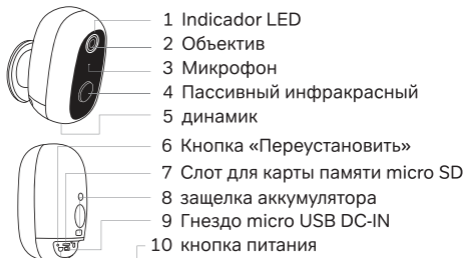 1 Indicador LED
2 Объектив
3 Микрофон
4 Пассивный инфракрасный
5 динамик
6 Кнопка «Переустановить»
7 Слот для карты памяти micro SD
8 защелка аккумулятора
9 Гнездо micro USB DC-IN
10 кнопка питания